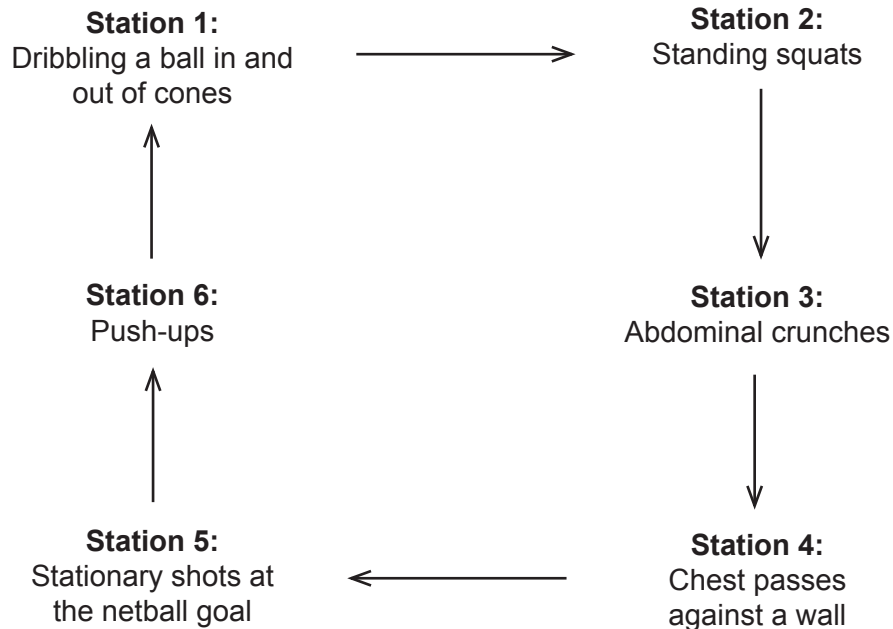 Station 1:
Dribbling a ball in and
out of cones
Station 2:
Standing squats
Station 3:
Abdominal crunches
Station 4:
Chest passes
against a wall
Station 5:
Stationary shots at
the netball goal
Station 6:
Push-ups